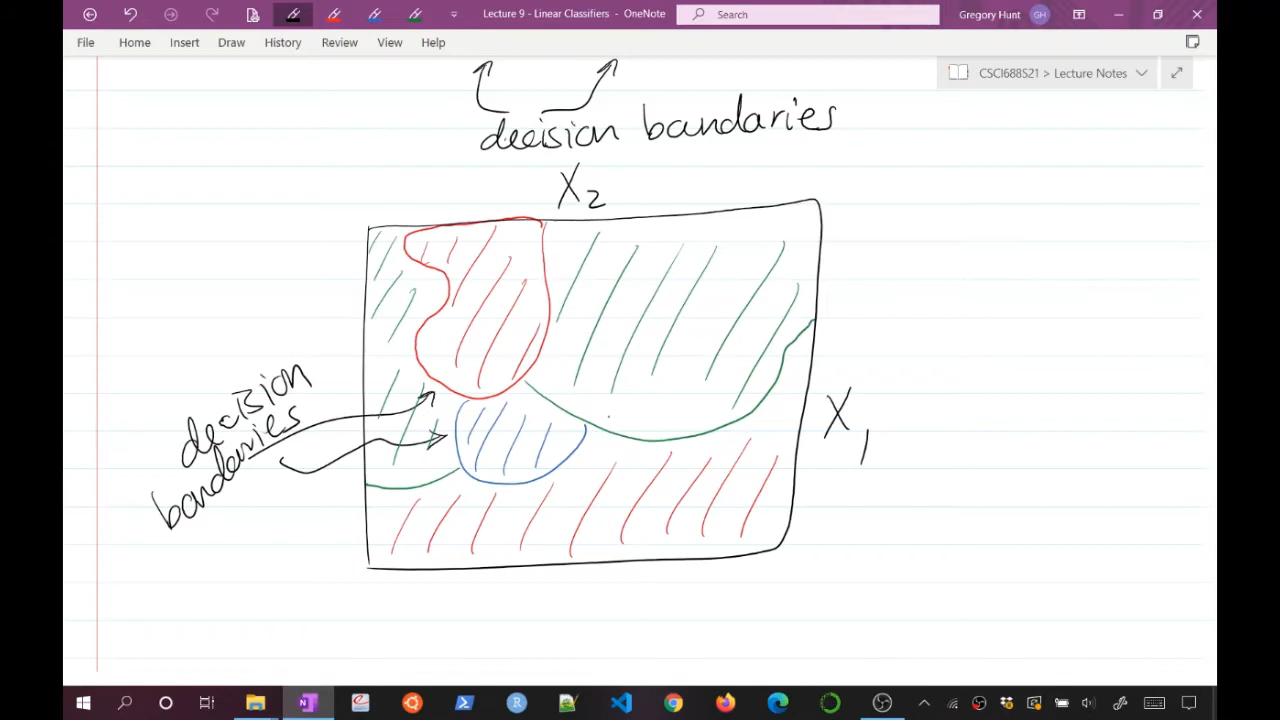 Lecture 9 - Linear Classifiers - OneNote
Search
Gregory Hunt
GH
File
Home
Insert
Draw
History
Review
View
Help
CSCI688S21 > Lecture Notes
decision bandaries
X2
decision
bandaries
X1